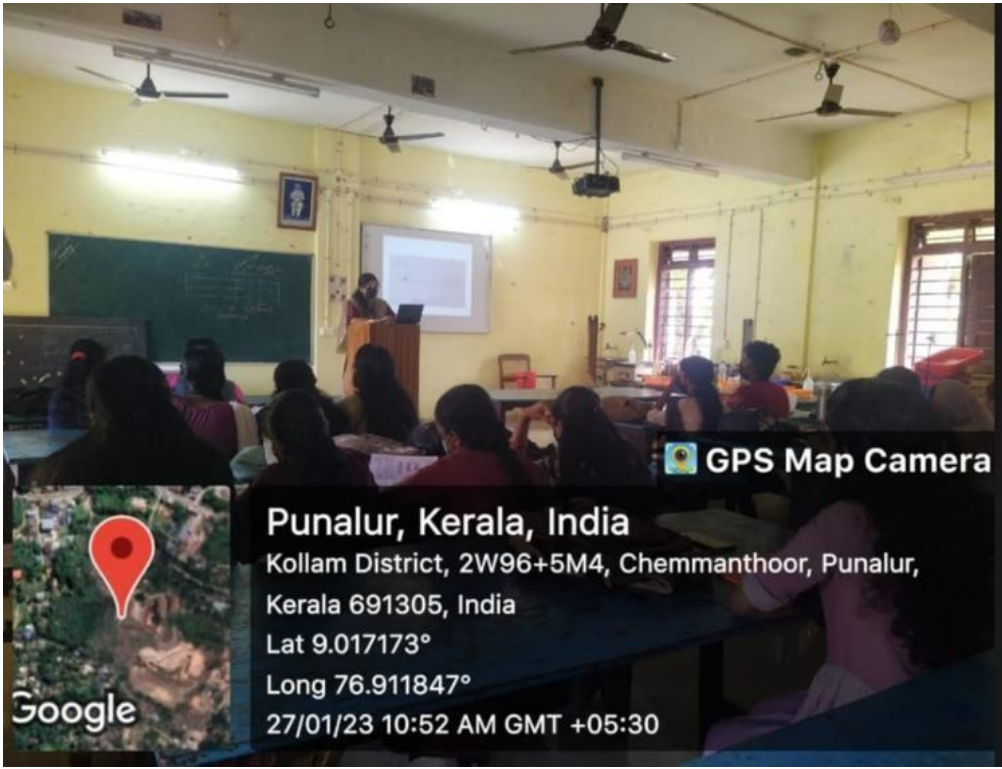 GPS Map Camera
Punalur, Kerala, India
Kollam District, 2W96+5M4, Chemmanthoor, Punalur,
Kerala 691305, India
Lat 9.017173°
Long 76.911847°
27/01/23 10:52 AM GMT +05:30
Google